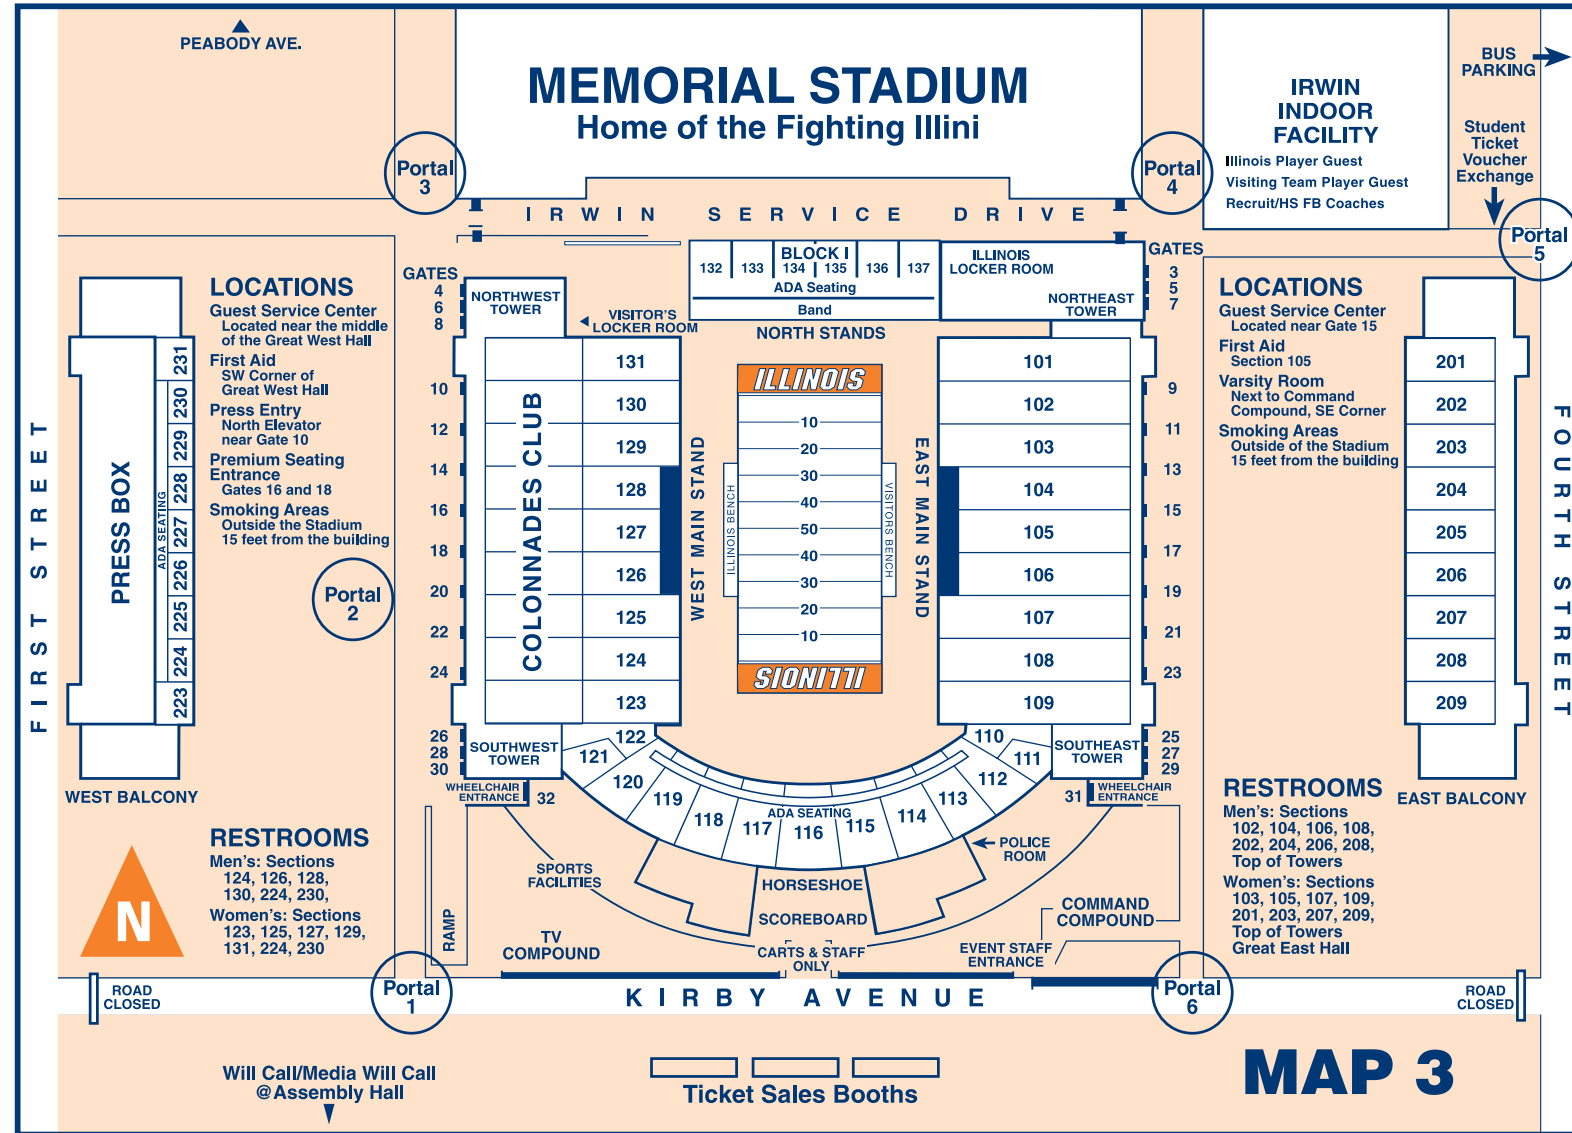 PEABODY AVE.
MEMORIAL STADIUM
Home of the Fighting Illini
IRWIN
INDOOR
FACILITY
Illinois Player Guest
Visiting Team Player Guest
Recruit/HS FB Coaches
BUS
PARKING
Student
Ticket
Voucher
Exchange
Portal
3
Portal
4
Portal
5
IRWIN SERVICE DRIVE
FIRST STREET
PRESS BOX
ADA SEATING
231
230
229
228
227
226
225
224
223
WEST BALCONY
LOCATIONS
Guest Service Center
Located near the middle
of the Great West Hall
First Aid
SW Corner of
Great West Hall
Press Entry
North Elevator
near Gate 10
Premium Seating
Entrance
Gates 16 and 18
Smoking Areas
Outside the Stadium
15 feet from the building
Portal
2
RESTROOMS
Men's: Sections
124, 126, 128,
130, 224, 230,
Women's: Sections
123, 125, 127, 129,
131, 224, 230
N
GATES
4
6
8
10
12
14
16
18
20
22
24
26
28
30
NORTHWEST
TOWER
VISITOR'S
LOCKER ROOM
BLOCK I
132 133 134 135 136 137
ADA Seating
Band
NORTH STANDS
ILLINOIS
LOCKER ROOM
NORTHEAST
TOWER
COLONNADES CLUB
131
130
129
128
127
126
125
124
123
WEST MAIN STAND
ILLINOIS BENCH
ILLINOIS
10
20
30
40
50
40
30
20
10
ILLINOIS
VISITORS BENCH
EAST MAIN STAND
101
102
103
104
105
106
107
108
109
GATES
3
5
7
9
11
13
15
17
19
21
23
25
27
29
SOUTHWEST
TOWER
SOUTHEAST
TOWER
WHEELCHAIR
ENTRANCE
32
31
WHEELCHAIR
ENTRANCE
122
121
120
119
118
117
116
115
114
113
112
111
110
ADA SEATING
POLICE
ROOM
SPORTS
FACILITIES
HORSESHOE
SCOREBOARD
RAMP
TV
COMPOUND
CARTS & STAFF
ONLY
EVENT STAFF
ENTRANCE
COMMAND
COMPOUND
LOCATIONS
Guest Service Center
Located near Gate 15
First Aid
Section 105
Varsity Room
Next to Command
Compound, SE Corner
Smoking Areas
Outside of the Stadium
15 feet from the building
RESTROOMS
Men's: Sections
102, 104, 106, 108,
202, 204, 206, 208,
Top of Towers
Women's: Sections
103, 105, 107, 109,
201, 203, 207, 209,
Top of Towers
Great East Hall
201
202
203
204
205
206
207
208
209
EAST BALCONY
FOURTH STREET
ROAD
CLOSED
Portal
1
KIRBY AVENUE
Portal
6
ROAD
CLOSED
Will Call/Media Will Call
@Assembly Hall
Ticket Sales Booths
MAP 3